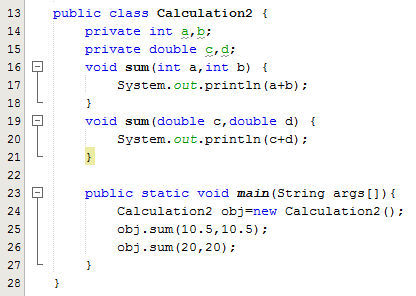 13 public class Calculation2 {
14 private int a,b;
15 private double c,d;
16 void sum(int a,int b) {
17 System.out.println(a+b);
18 }
19 void sum(double c,double d) {
20 System.out.println(c+d);
21 }
22
23 public static void main(String args[]){
24 Calculation2 obj=new Calculation2();
25 obj.sum(10.5,10.5);
26 obj.sum(20,20);
27 }
28 }